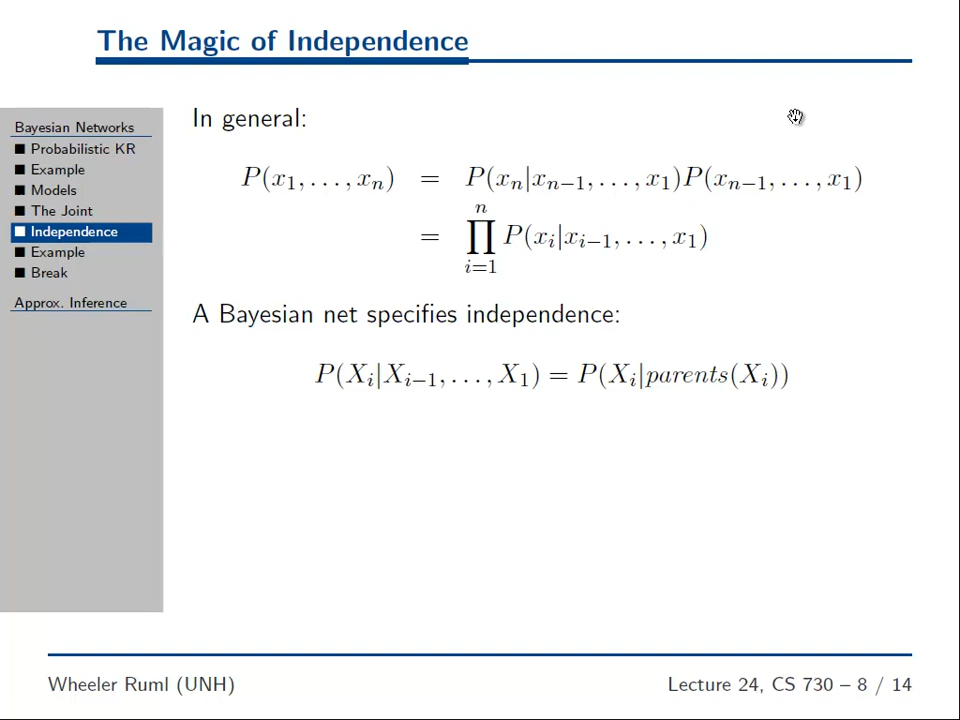 The Magic of Independence
Bayesian Networks
■ Probabilistic KR
■ Example
■ Models
■ The Joint
■ Independence
■ Example
■ Break
Approx. Inference
In general:
P(x₁, . . . , xₙ) = P(xₙ|xₙ₋₁, . . . , x₁)P(xₙ₋₁, . . . , x₁)
= ∏ⁿᵢ₌₁ P(xᵢ|xᵢ₋₁, . . . , x₁)
A Bayesian net specifies independence:
P(Xᵢ|Xᵢ₋₁, . . . , X₁) = P(Xᵢ|parents(Xᵢ))
Wheeler Ruml (UNH)
Lecture 24, CS 730 – 8 / 14